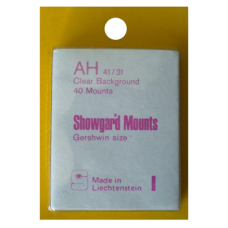 AH 41/31
Clear Background
40 Mounts
Showgard Mounts
Gershwin size
Made in
Liechtenstein
I